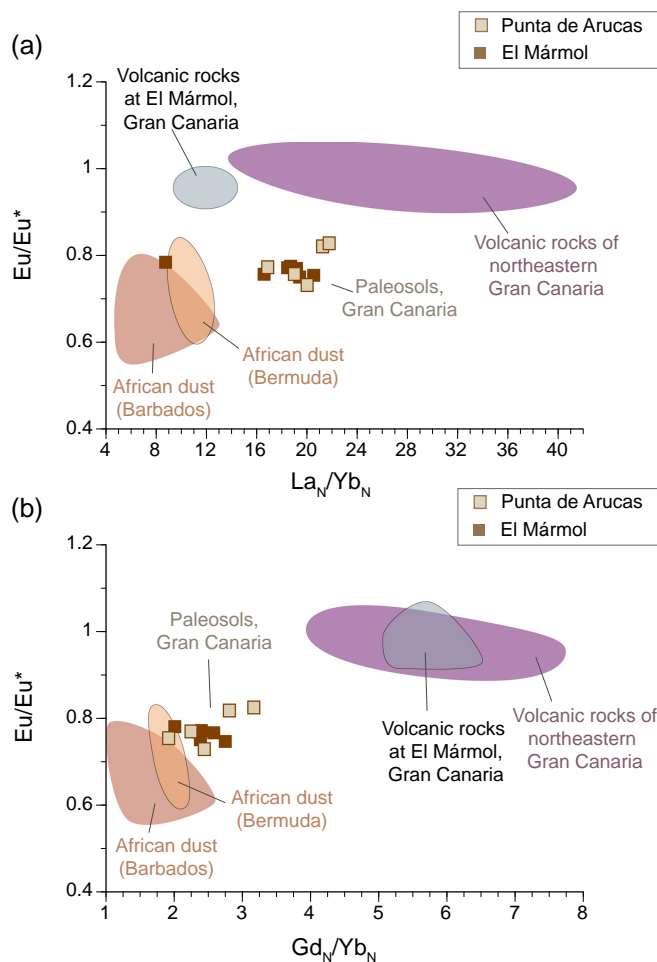 Punta de Arucas
El Mármol
(a)
Volcanic rocks
at El Mármol,
Gran Canaria
1.2
1
0.8
0.6
0.4
Eu/Eu*
Volcanic rocks of
northeastern
Gran Canaria
Paleosols,
Gran Canaria
African dust
(Bermuda)
African dust
(Barbados)
4 8 12 16 20 24 28 32 36 40
LaN/YbN
(b)
Punta de Arucas
El Mármol
1.2
1
0.8
0.6
0.4
Eu/Eu*
Paleosols,
Gran Canaria
Volcanic rocks
at El Mármol,
Gran Canaria
Volcanic rocks of
northeastern
Gran Canaria
African dust
(Bermuda)
African dust
(Barbados)
1 2 3 4 5 6 7 8
GdN/YbN